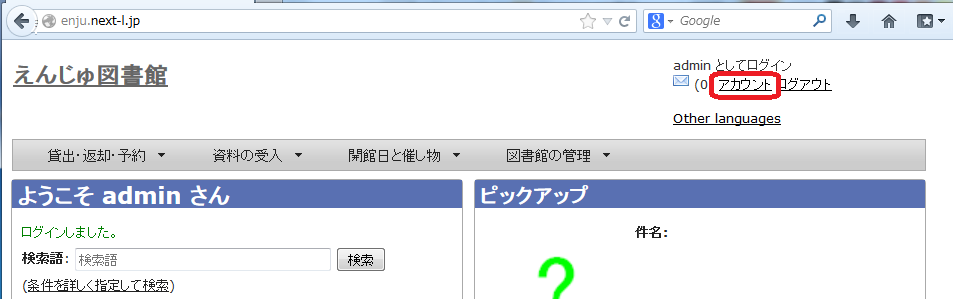 enju.next-l.jp
Google
えんじゅ図書館
admin としてログイン
(0 アカウント ログアウト
Other languages
貸出・返却・予約 資料の受入 開館日と催し物 図書館の管理
ようこそ admin さん
ピックアップ
ログインしました。
件名:
検索語: 検索語 検索
(条件を詳しく指定して検索)
?